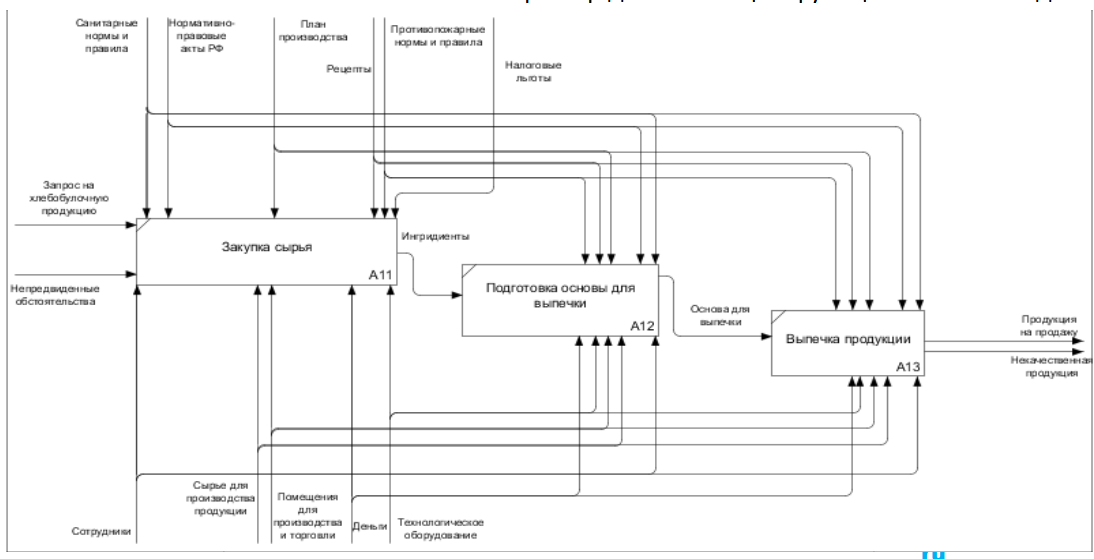 Санитарные
нормы и
правила
Нормативно-
правовые
акты РФ
План
производства
Рецепты
Противопожарные
нормы и правила
Налоговые
льготы
Запрос на
хлебобулочную
продукцию
Непредвиденные
обстоятельства
Закупка сырья
A11
Ингридиенты
Подготовка основы для
выпечки
A12
Основа для
выпечки
Выпечка продукции
A13
Продукция
на продажу
Некачественная
продукция
Сотрудники
Сырье для
производства
продукции
Помещения
для
производства
и торговли
Деньги
Технологическое
оборудование